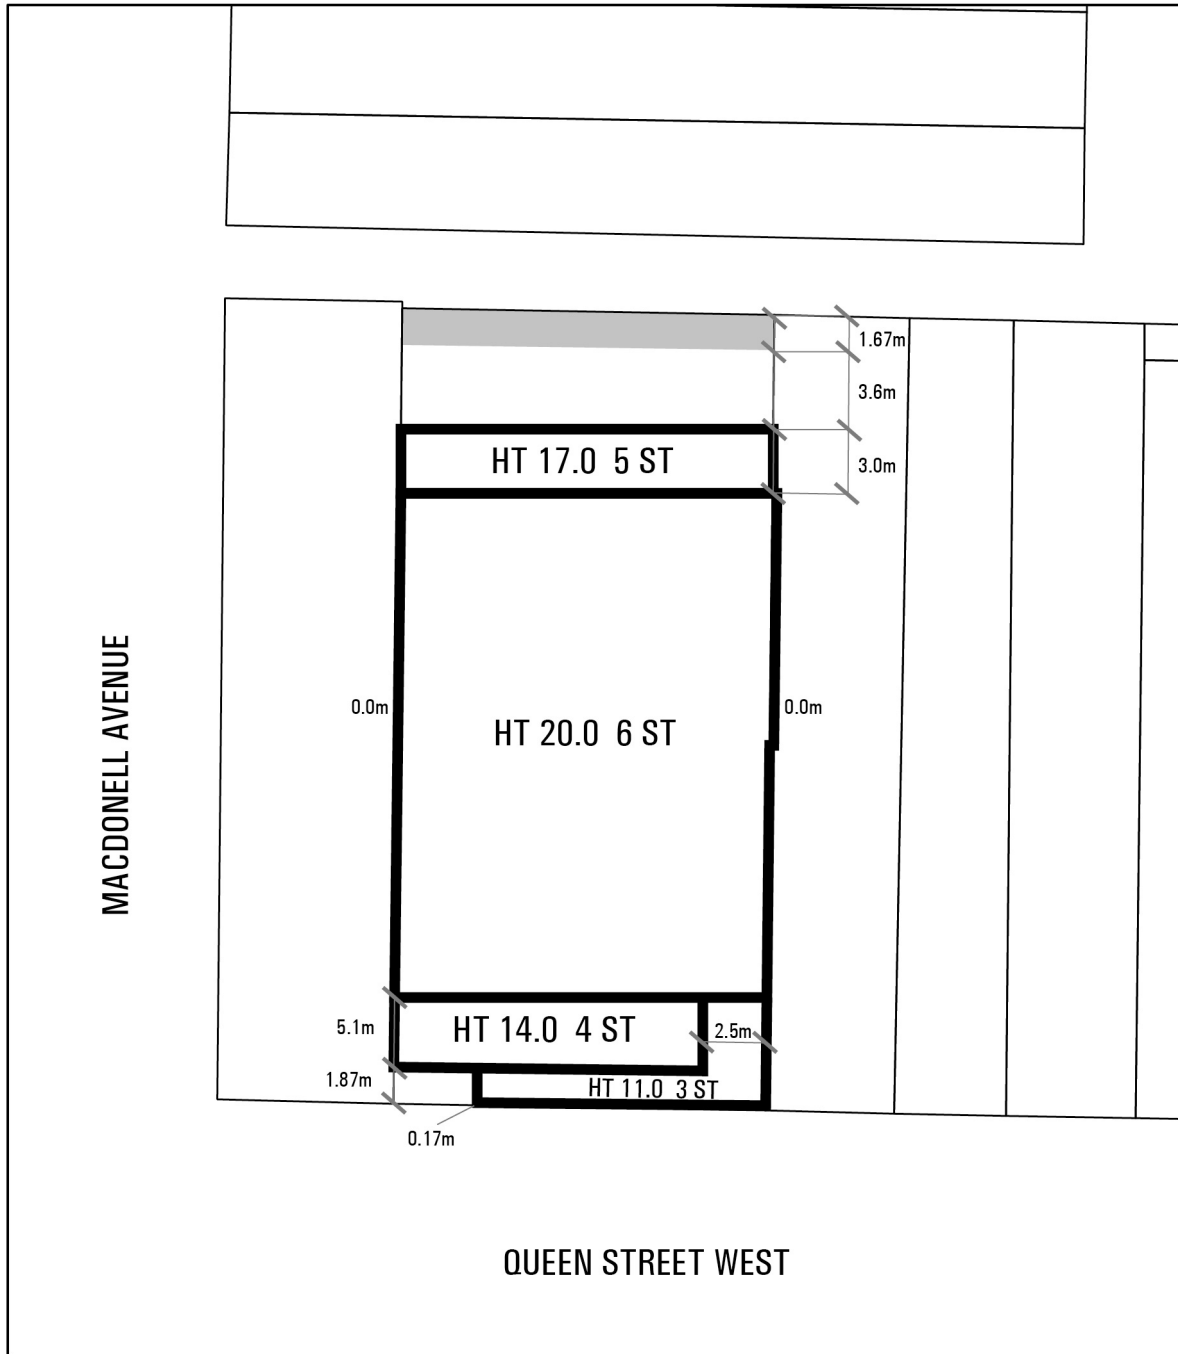 1.67m
3.6m
HT 17.0 5 ST
3.0m
MACDONELL AVENUE
0.0m
0.0m
HT 20.0 6 ST
5.1m
HT 14.0 4 ST
2.5m
1.87m
HT 11.0 3 ST
0.17m
QUEEN STREET WEST